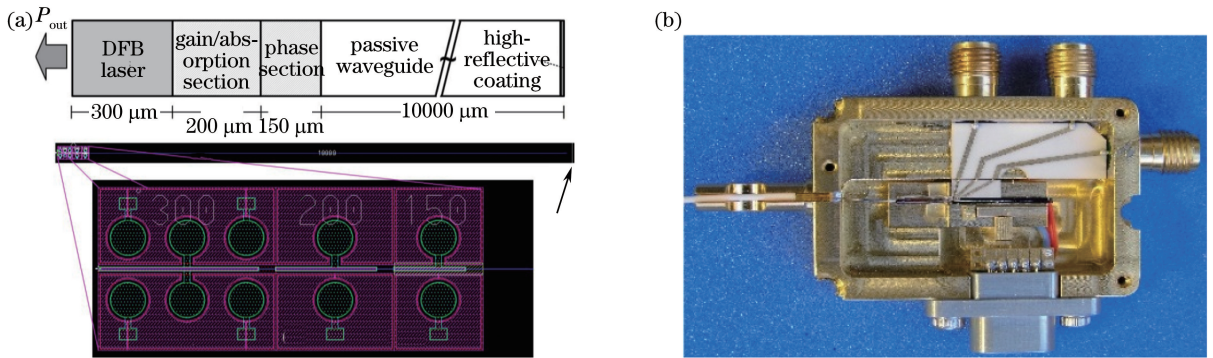 (a)
P_out
DFB
laser
gain/abs-
orption
section
phase
section
passive
waveguide
high-
reflective
coating
300 μm
200 μm
150 μm
10000 μm
10000
300
200
150
(b)